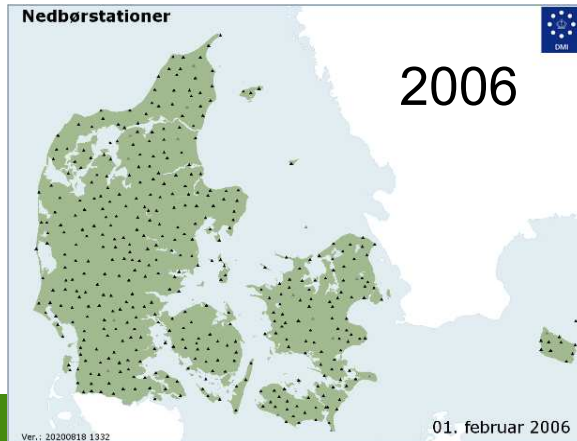 Nedbørstationer
DMI
2006
01. februar 2006
Ver.: 20200818 1332